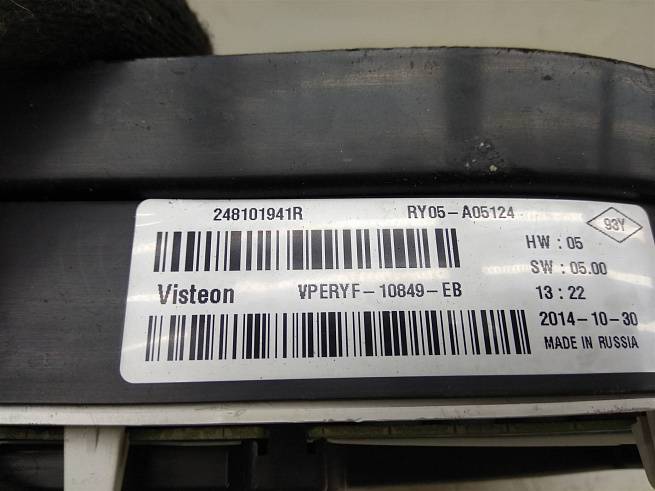 248101941R RY05-A05124
93Y
HW : 05
SW : 05.00
Visteon VPERYF-10849-EB
13 : 22
2014-10-30
MADE IN RUSSIA